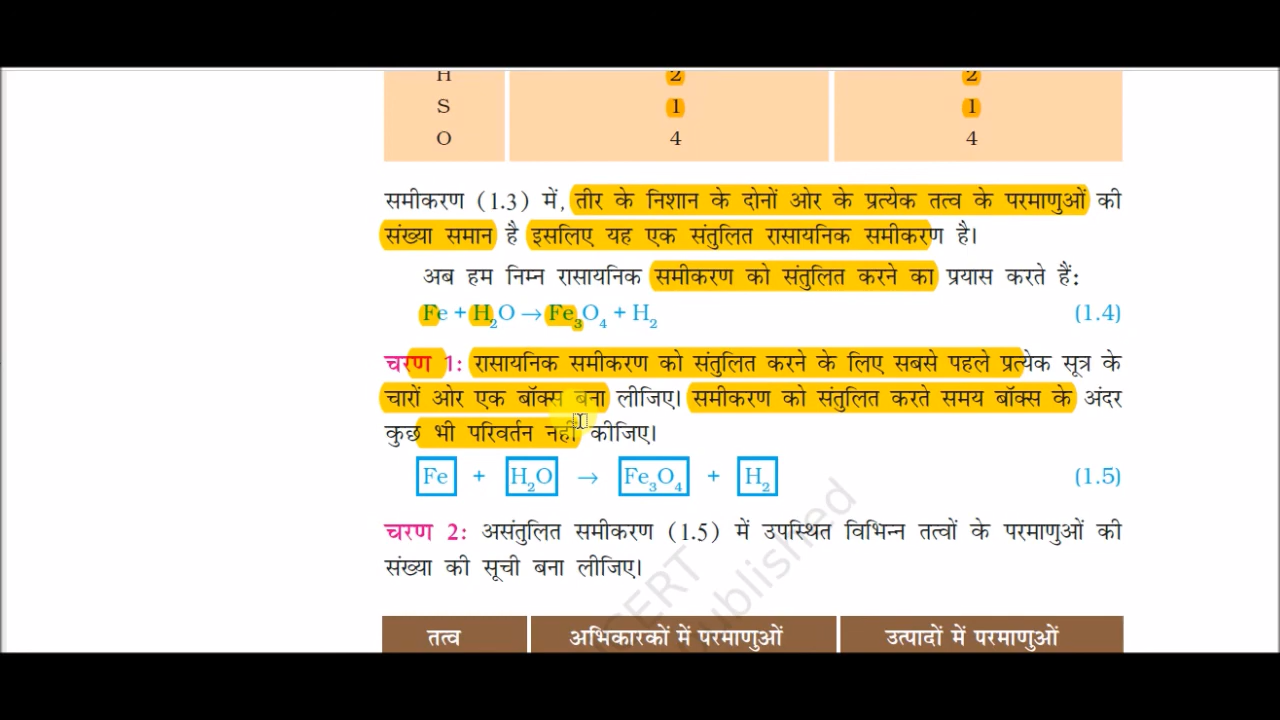 H 2 2
S 1 1
O 4 4
समीकरण (1.3) में, तीर के निशान के दोनों ओर के प्रत्येक तत्व के परमाणुओं की
संख्या समान है इसलिए यह एक संतुलित रासायनिक समीकरण है।
अब हम निम्न रासायनिक समीकरण को संतुलित करने का प्रयास करते हैं:
Fe + H₂O → Fe₃O₄ + H₂ (1.4)
चरण 1: रासायनिक समीकरण को संतुलित करने के लिए सबसे पहले प्रत्येक सूत्र के
चारों ओर एक बॉक्स बना लीजिए। समीकरण को संतुलित करते समय बॉक्स के अंदर
कुछ भी परिवर्तन नहीं कीजिए।
Fe + H₂O → Fe₃O₄ + H₂ (1.5)
चरण 2: असंतुलित समीकरण (1.5) में उपस्थित विभिन्न तत्वों के परमाणुओं की
संख्या की सूची बना लीजिए।
तत्व अभिकारकों में परमाणुओं उत्पादों में परमाणुओं